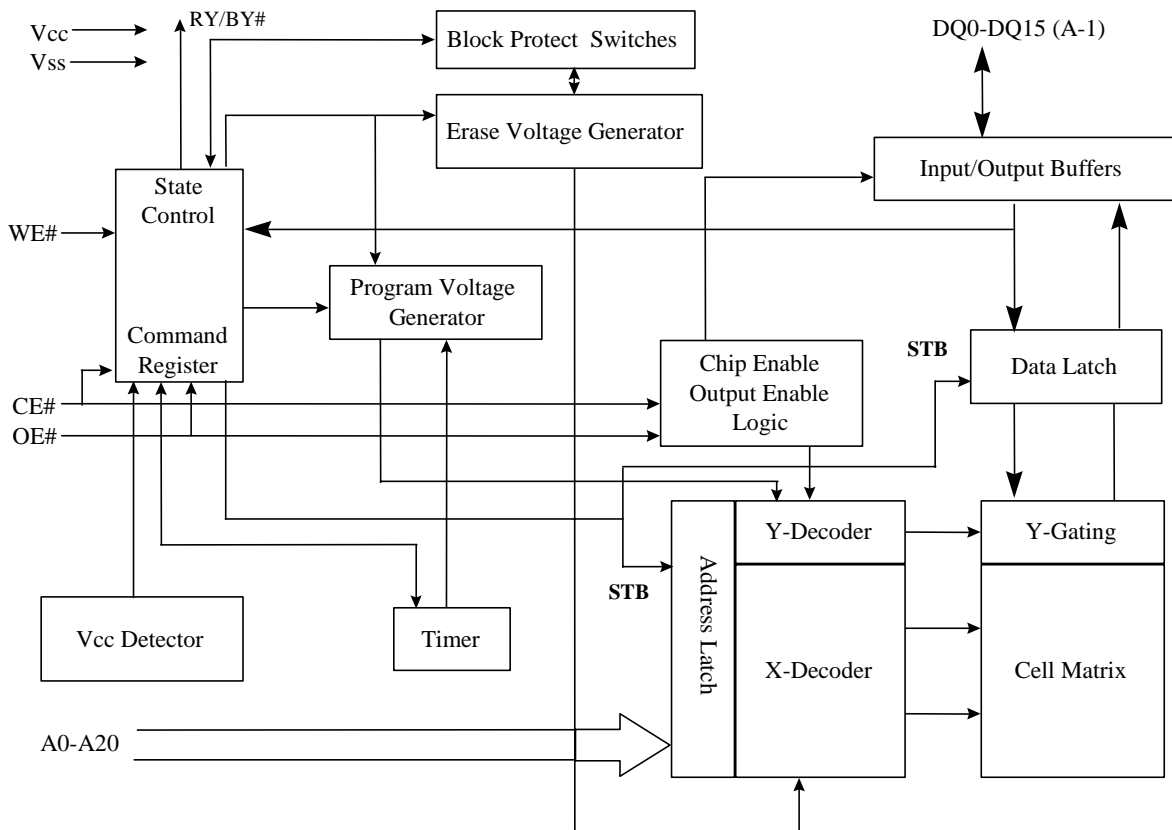 Vcc
Vss
RY/BY#
Block Protect Switches
DQ0-DQ15 (A-1)
Erase Voltage Generator
Input/Output Buffers
State
Control
WE#
Program Voltage
Generator
Command
Register
STB
Chip Enable
Output Enable
Logic
Data Latch
CE#
OE#
Address Latch
Y-Decoder
Y-Gating
STB
Vcc Detector
Timer
X-Decoder
Cell Matrix
A0-A20